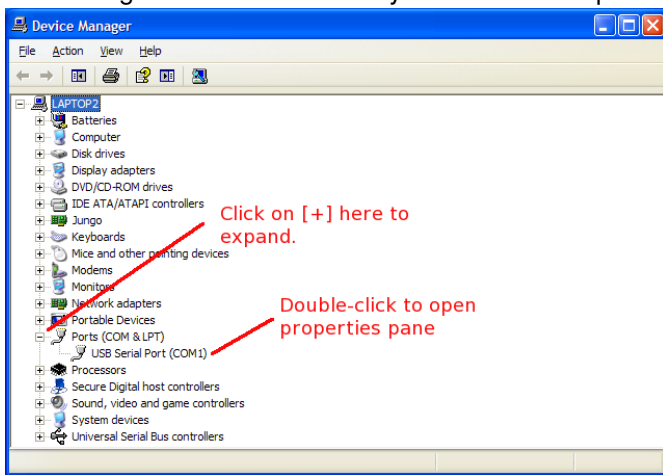 Device Manager
File Action View Help
LAPTOP2
Batteries
Computer
Disk drives
Display adapters
DVD/CD-ROM drives
IDE ATA/ATAPI controllers
Jungo
Click on [+] here to
expand.
Keyboards
Mice and other pointing devices
Modems
Monitors
Network adapters
Double-click to open
properties pane
Portable Devices
Ports (COM & LPT)
USB Serial Port (COM1)
Processors
Secure Digital host controllers
Sound, video and game controllers
System devices
Universal Serial Bus controllers